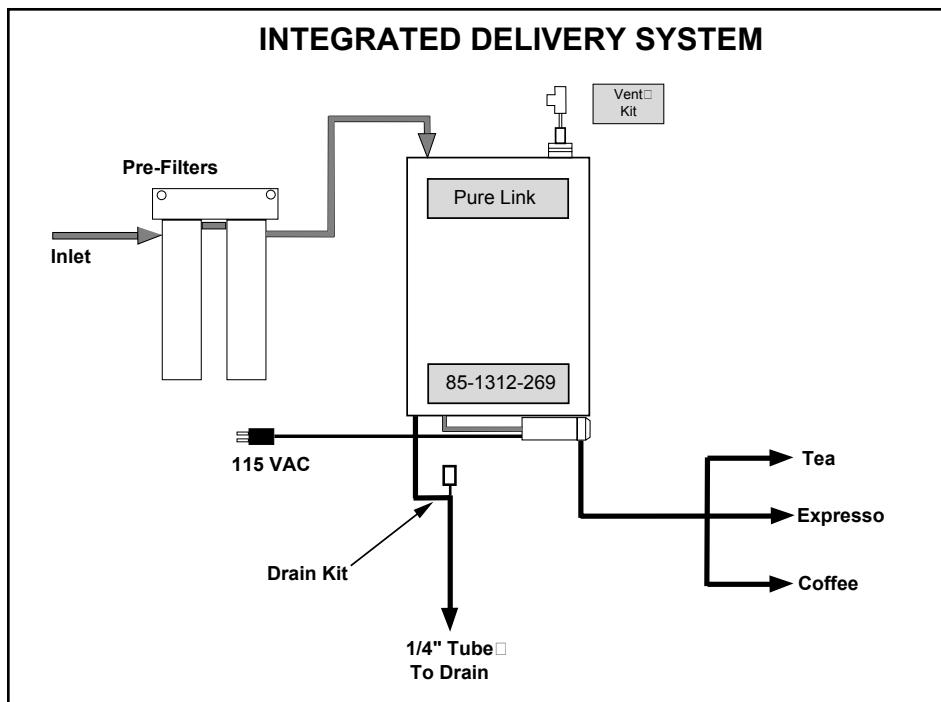 INTEGRATED DELIVERY SYSTEM
Vent□
Kit
Pre-Filters
Pure Link
Inlet
85-1312-269
115 VAC
Tea
Expresso
Drain Kit
Coffee
1/4" Tube□
To Drain